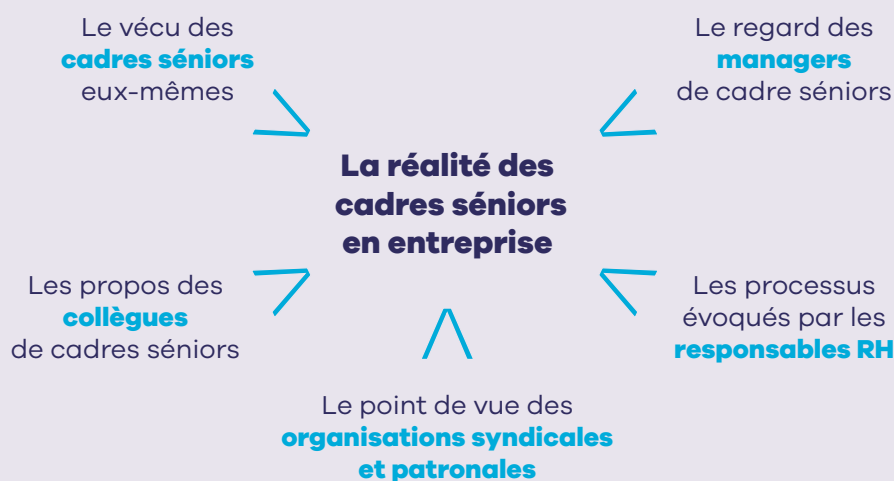 Le vécu des
cadres séniors
eux-mêmes
Le regard des
managers
de cadre séniors
La réalité des
cadres séniors
en entreprise
Les propos des
collègues
de cadres séniors
Les processus
évoqués par les
responsables RH
Le point de vue des
organisations syndicales
et patronales